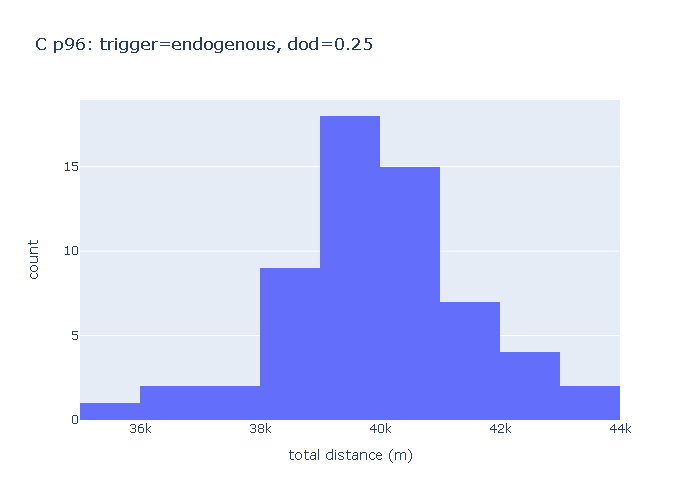 C p96: trigger=endogenous, dod=0.25
15
10
5
0
count
36k
38k
40k
42k
44k
total distance (m)